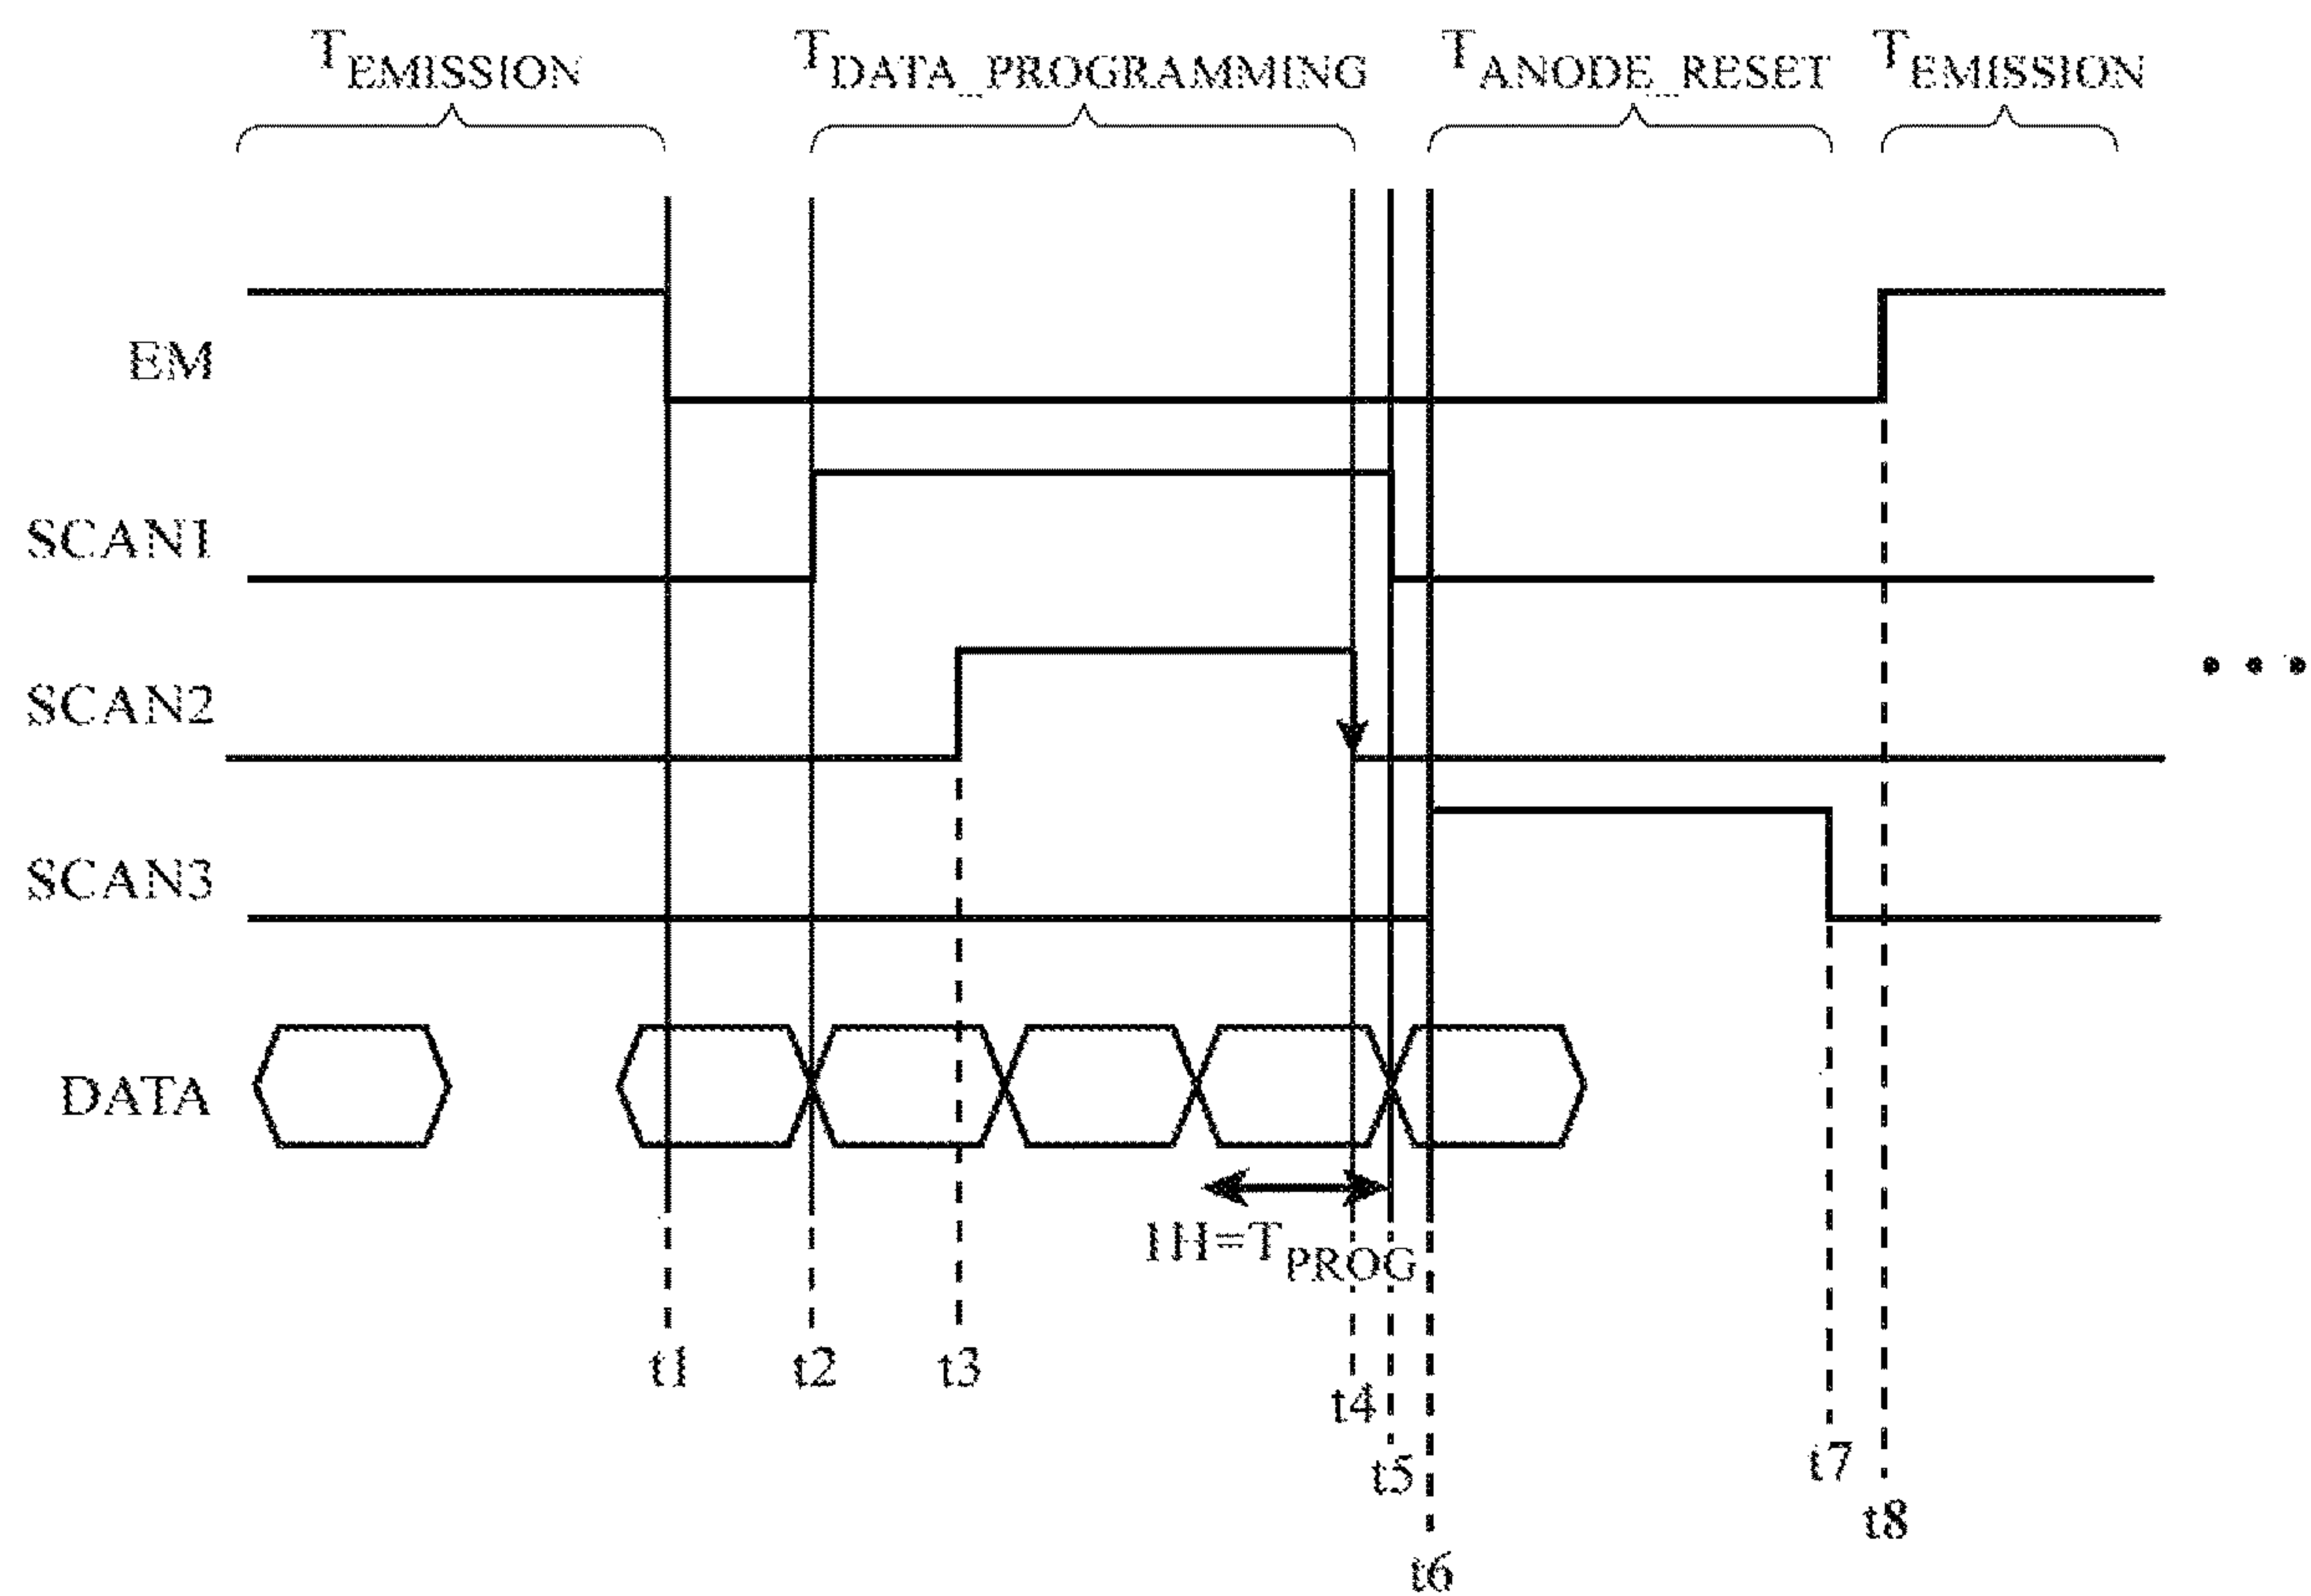 TEMISSION TDATA_PROGRAMMING TANODE_RESET TEMISSION
EM
SCAN1
SCAN2
SCAN3
DATA
1H=TPROG
t1 t2 t3 t4 t5 t6 t7 t8